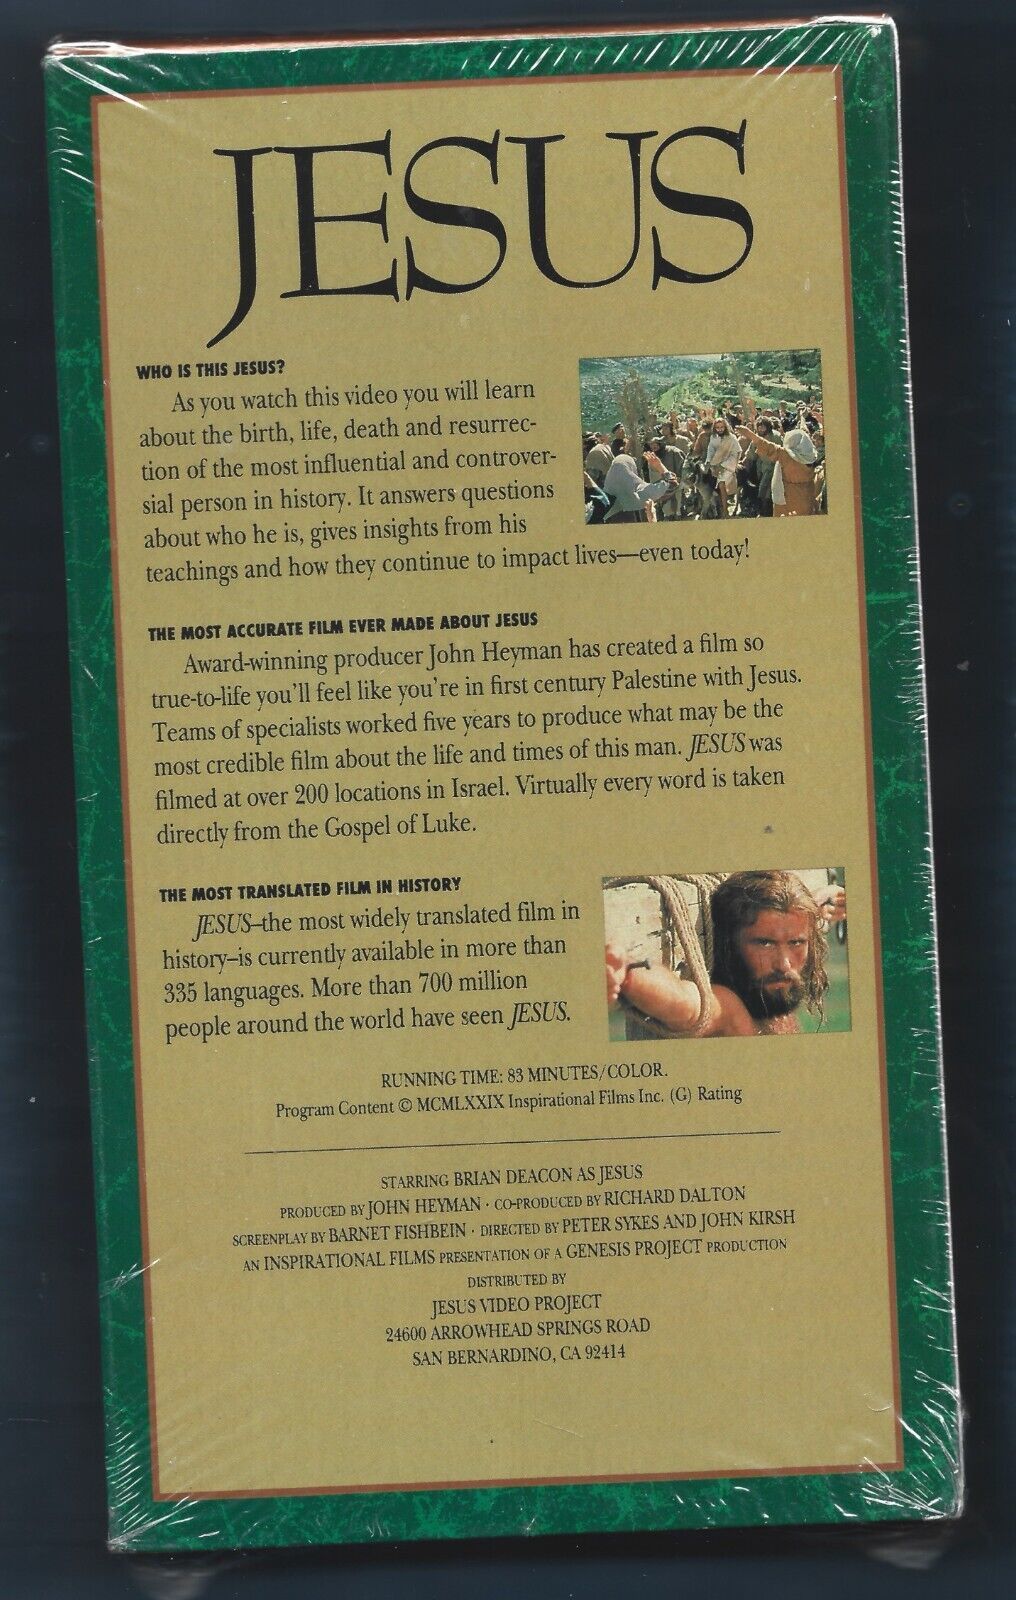 JESUS
WHO IS THIS JESUS?
As you watch this video you will learn
about the birth, life, death and resurrec-
tion of the most influential and controver-
sial person in history. It answers questions
about who he is, gives insights from his
teachings and how they continue to impact lives—even today!
THE MOST ACCURATE FILM EVER MADE ABOUT JESUS
Award-winning producer John Heyman has created a film so
true-to-life you'll feel like you're in first century Palestine with Jesus.
Teams of specialists worked five years to produce what may be the
most credible film about the life and times of this man. JESUS was
filmed at over 200 locations in Israel. Virtually every word is taken
directly from the Gospel of Luke.
THE MOST TRANSLATED FILM IN HISTORY
JESUS–the most widely translated film in
history–is currently available in more than
335 languages. More than 700 million
people around the world have seen JESUS.
RUNNING TIME: 83 MINUTES/COLOR.
Program Content © MCMLXXIX Inspirational Films Inc. (G) Rating
STARRING BRIAN DEACON AS JESUS
PRODUCED BY JOHN HEYMAN · CO-PRODUCED BY RICHARD DALTON
SCREENPLAY BY BARNET FISHBEIN · DIRECTED BY PETER SYKES AND JOHN KIRSH
AN INSPIRATIONAL FILMS PRESENTATION OF A GENESIS PROJECT PRODUCTION
DISTRIBUTED BY
JESUS VIDEO PROJECT
24600 ARROWHEAD SPRINGS ROAD
SAN BERNARDINO, CA 92414